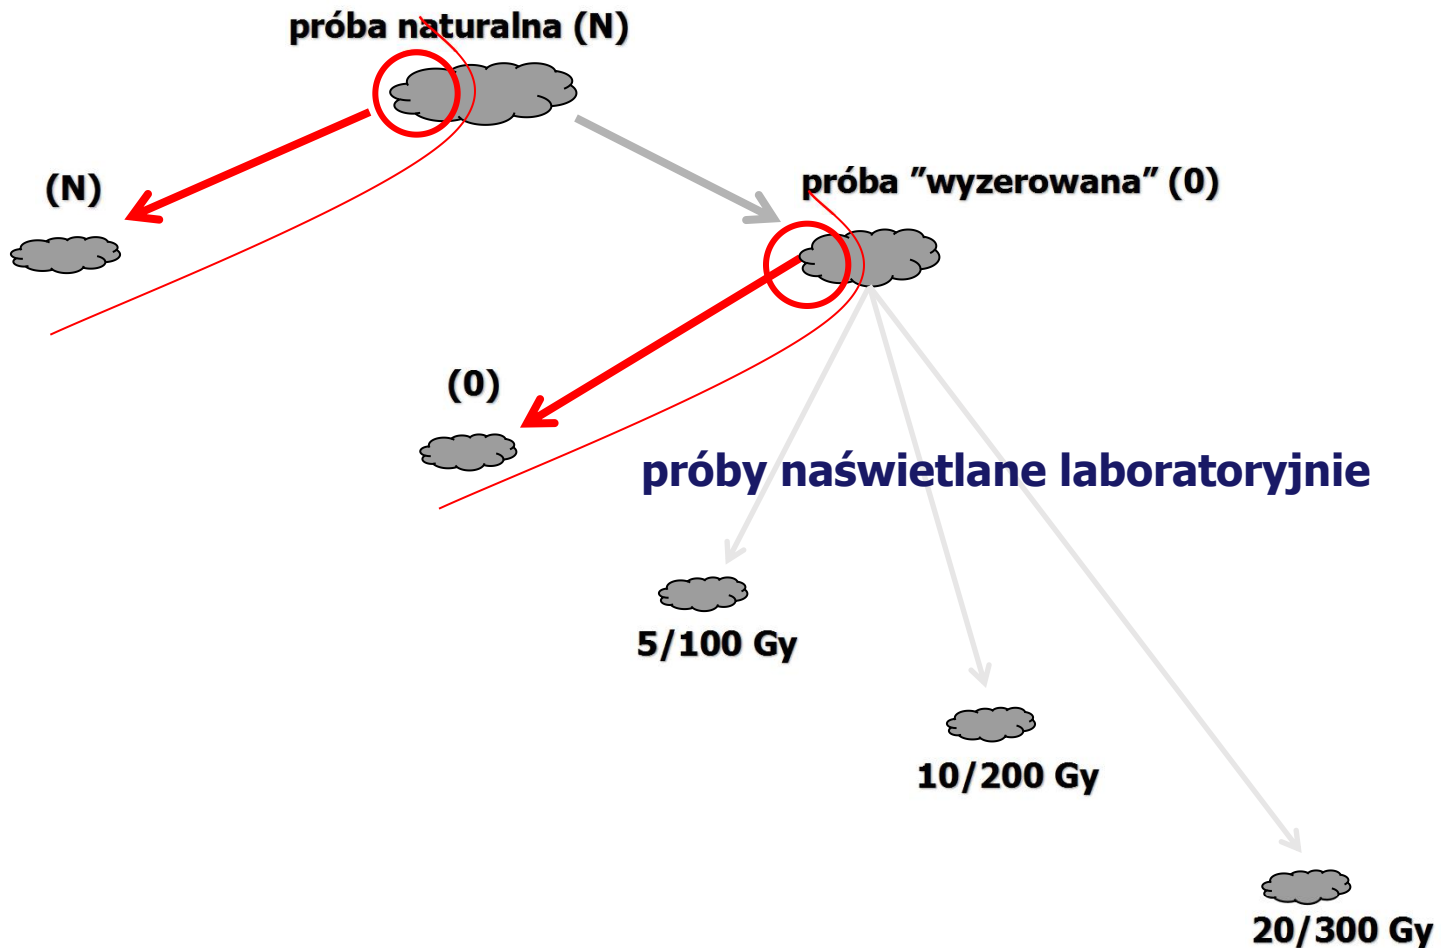 próba naturalna (N)
(N)
próba ”wyzerowana” (0)
(0)
próby naświetlane laboratoryjnie
5/100 Gy
10/200 Gy
20/300 Gy